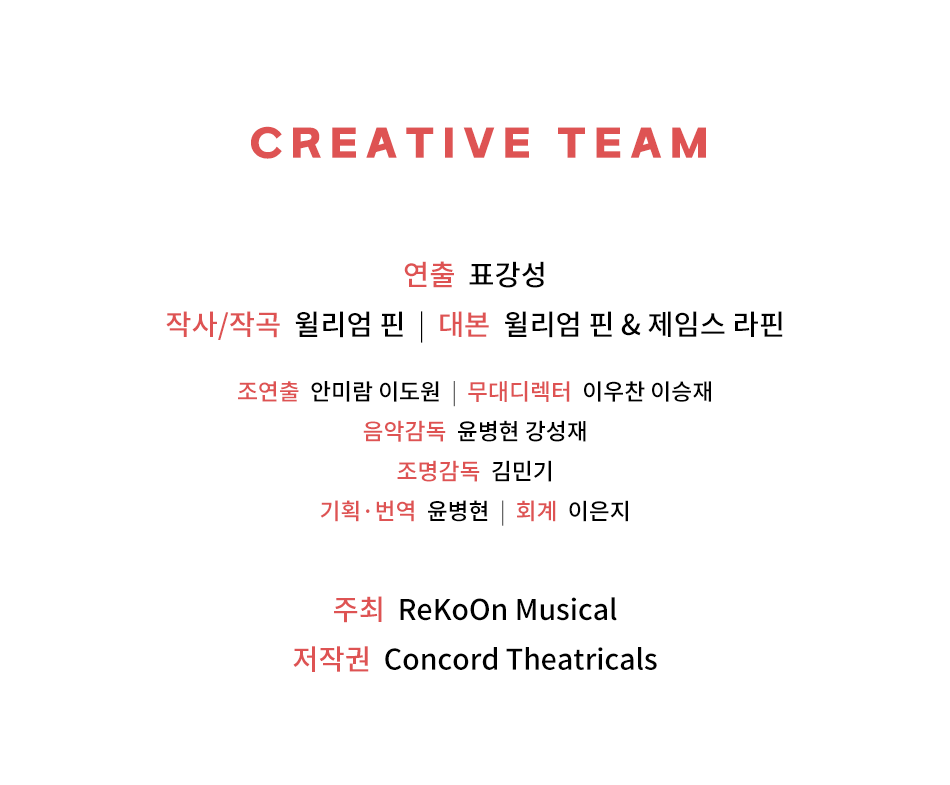 CREATIVE TEAM
연출 표강성
작사/작곡 윌리엄 핀 | 대본 윌리엄 핀 & 제임스 라핀
조연출 안미람 이도원 | 무대디렉터 이우찬 이승재
음악감독 윤병현 강성재
조명감독 김민기
기획·번역 윤병현 | 회계 이은지
주최 ReKoOn Musical
저작권 Concord Theatricals